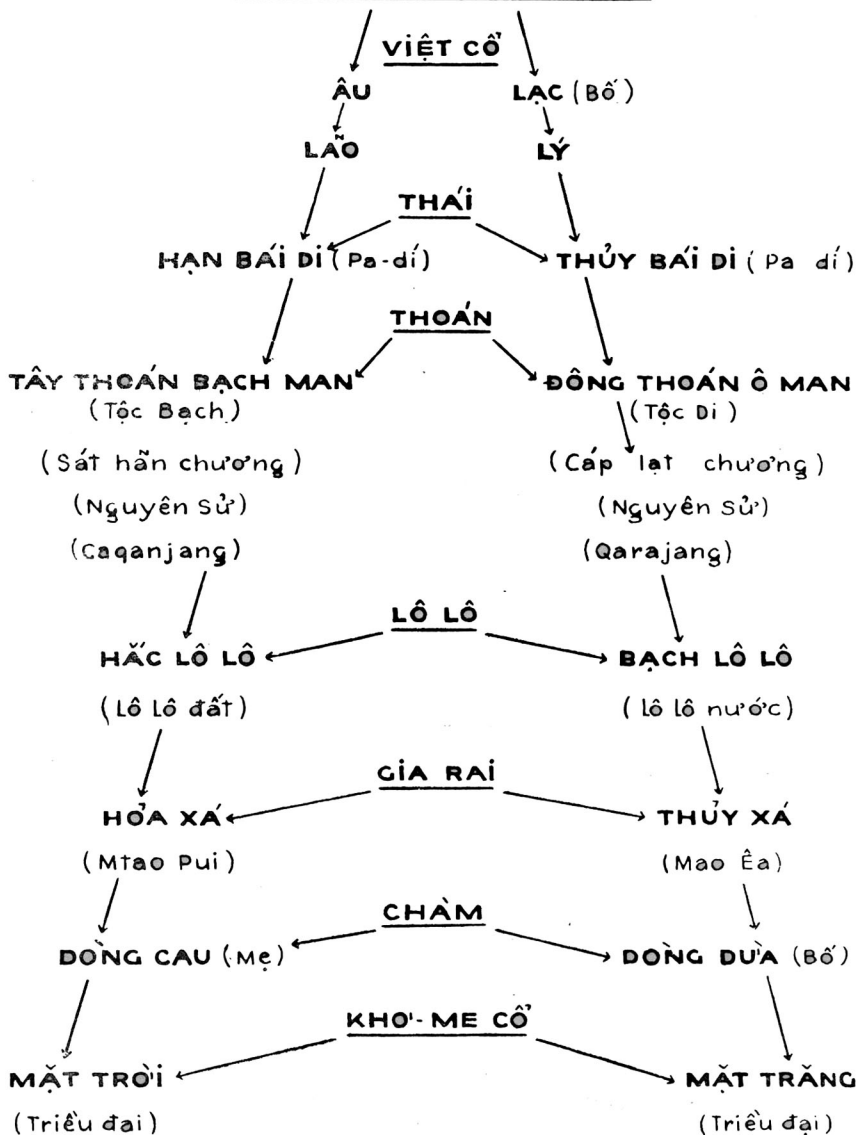 VIỆT CỔ
ÂU LẠC (Bố)
LÃO LÝ
THÁI
HẠN BÁI DI (Pa-dí) THỦY BÁI DI (Pa dí)
THOÁN
TÂY THOÁN BẠCH MAN ĐÔNG THOÁN Ô MAN
(Tộc Bạch) (Tộc Di)
(Sát hãn chương) (Cáp lạt chương)
(Nguyên Sử) (Nguyên Sử)
(Caqanjang) (Qarajang)
LÔ LÔ
HẮC LÔ LÔ BẠCH LÔ LÔ
(Lô Lô đất) (lô lô nước)
GIA RAI
HỎA XÁ THỦY XÁ
(Mtao Pui) (Mao Êa)
CHÀM
DÒNG CAU (Mẹ) DÒNG DỪA (Bố)
KHƠ-ME CỔ
MẶT TRỜI MẶT TRĂNG
(Triều đại) (Triều đại)